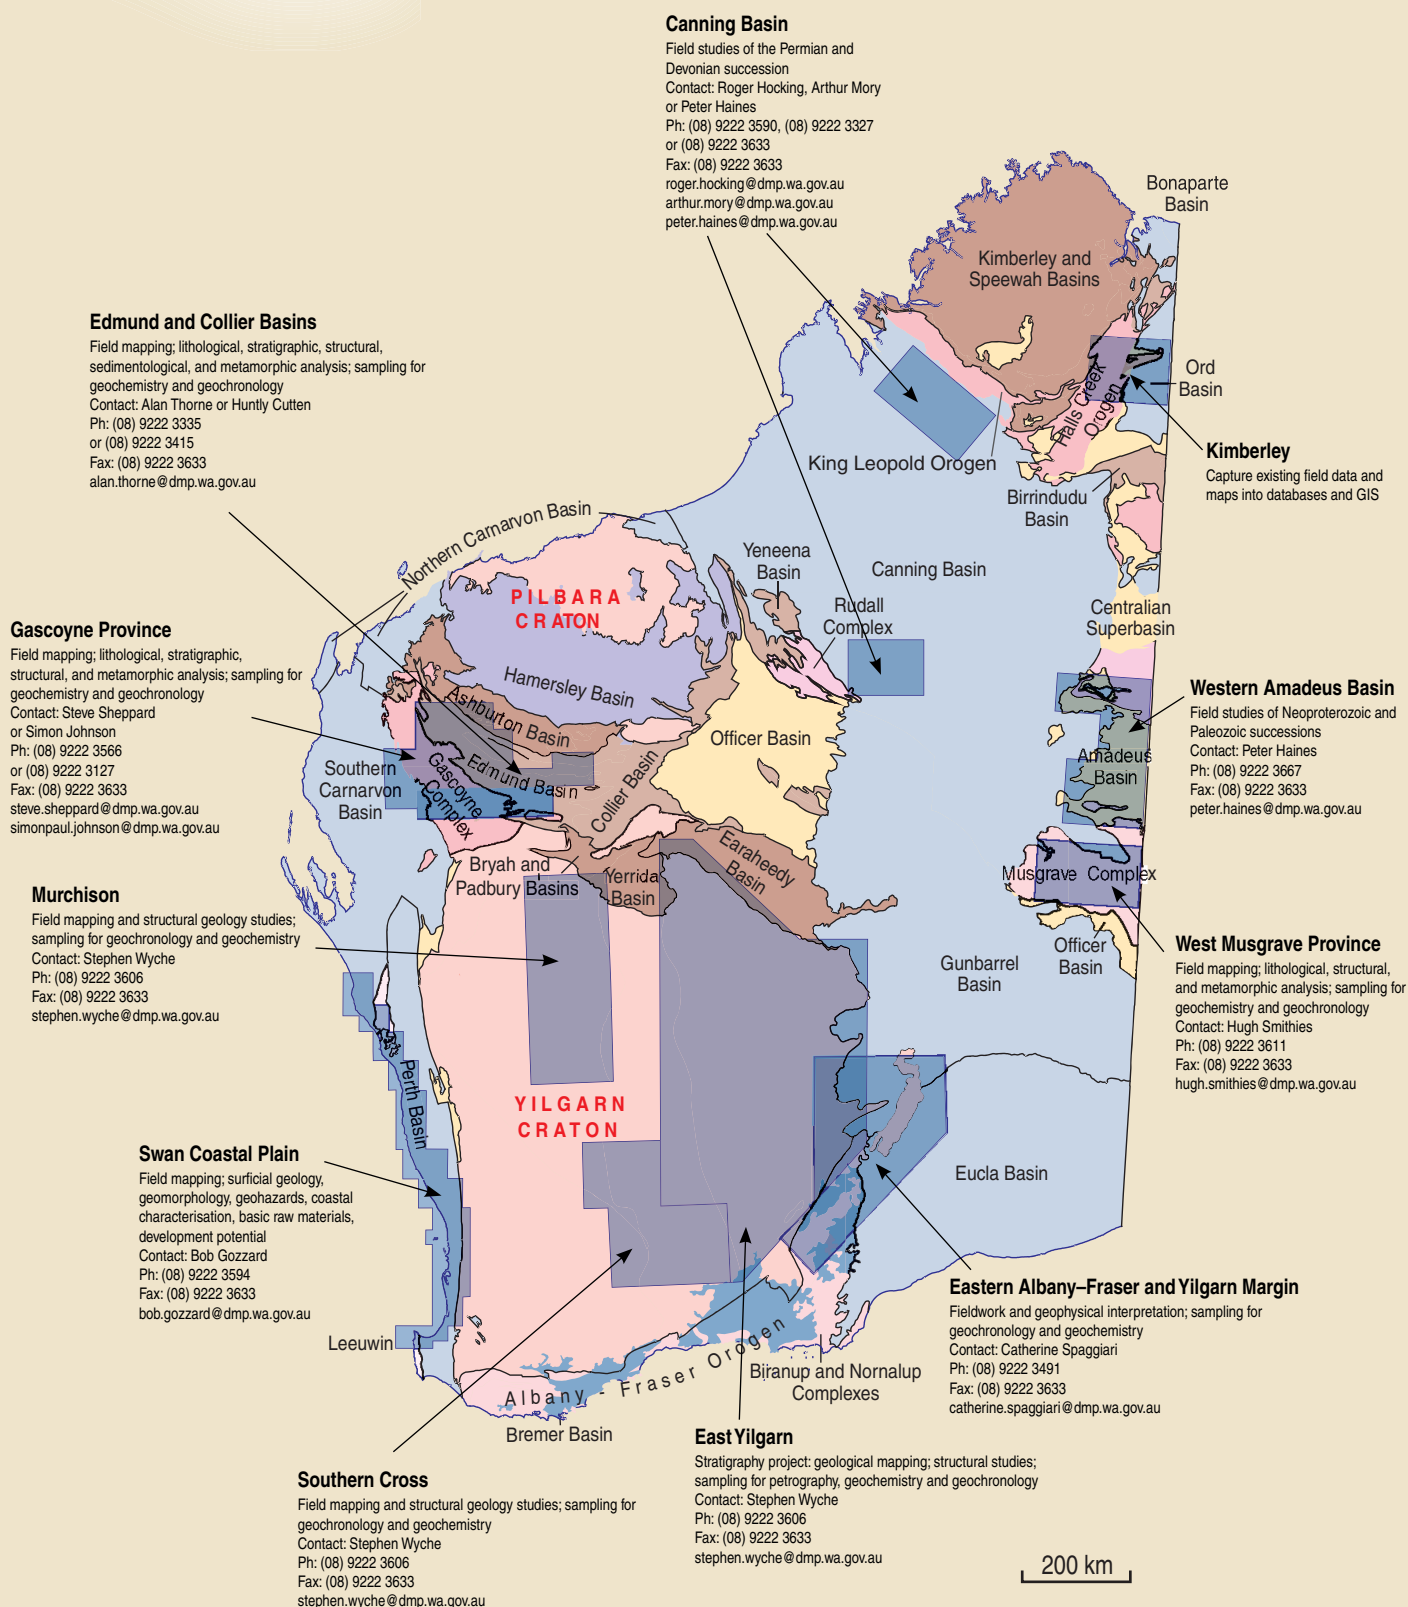 Canning Basin
Field studies of the Permian and
Devonian succession
Contact: Roger Hocking, Arthur Mory
or Peter Haines
Ph: (08) 9222 3590, (08) 9222 3327
or (08) 9222 3633
Fax: (08) 9222 3633
roger.hocking@dmp.wa.gov.au
arthur.mory@dmp.wa.gov.au
peter.haines@dmp.wa.gov.au
Bonaparte
Basin
Kimberley and
Speewah Basins
Edmund and Collier Basins
Field mapping; lithological, stratigraphic, structural,
sedimentological, and metamorphic analysis; sampling for
geochemistry and geochronology
Contact: Alan Thorne or Huntly Cutten
Ph: (08) 9222 3335
or (08) 9222 3415
Fax: (08) 9222 3633
alan.thorne@dmp.wa.gov.au
Ord
Basin
Halls Creek
Orogen
Kimberley
Capture existing field data and
maps into databases and GIS
King Leopold Orogen
Birrindudu
Basin
Northern Carnarvon Basin
Yeneena
Basin
Canning Basin
PILBARA
CRATON
Rudall
Complex
Centralian
Superbasin
Gascoyne Province
Field mapping; lithological, stratigraphic,
structural, and metamorphic analysis; sampling for
geochemistry and geochronology
Contact: Steve Sheppard
or Simon Johnson
Ph: (08) 9222 3566
or (08) 9222 3127
Fax: (08) 9222 3633
steve.sheppard@dmp.wa.gov.au
simonpaul.johnson@dmp.wa.gov.au
Hamersley Basin
Ashburton Basin
Officer Basin
Western Amadeus Basin
Field studies of Neoproterozoic and
Paleozoic successions
Contact: Peter Haines
Ph: (08) 9222 3667
Fax: (08) 9222 3633
peter.haines@dmp.wa.gov.au
Amadeus
Basin
Southern
Carnarvon
Basin
Edmund Basin
Gascoyne
Complex
Collier Basin
Bryah and
Padbury Basins
Yerrida
Basin
Earaheedy
Basin
Musgrave Complex
Murchison
Field mapping and structural geology studies;
sampling for geochronology and geochemistry
Contact: Stephen Wyche
Ph: (08) 9222 3606
Fax: (08) 9222 3633
stephen.wyche@dmp.wa.gov.au
Officer
Basin
Gunbarrel
Basin
West Musgrave Province
Field mapping; lithological, structural,
and metamorphic analysis; sampling for
geochemistry and geochronology
Contact: Hugh Smithies
Ph: (08) 9222 3611
Fax: (08) 9222 3633
hugh.smithies@dmp.wa.gov.au
Perth Basin
YILGARN
CRATON
Swan Coastal Plain
Field mapping; surficial geology,
geomorphology, geohazards, coastal
characterisation, basic raw materials,
development potential
Contact: Bob Gozzard
Ph: (08) 9222 3594
Fax: (08) 9222 3633
bob.gozzard@dmp.wa.gov.au
Eucla Basin
Leeuwin
Eastern Albany–Fraser and Yilgarn Margin
Fieldwork and geophysical interpretation; sampling for
geochronology and geochemistry
Contact: Catherine Spaggiari
Ph: (08) 9222 3491
Fax: (08) 9222 3633
catherine.spaggiari@dmp.wa.gov.au
Albany - Fraser Orogen
Biranup and Nornalup
Complexes
Bremer Basin
East Yilgarn
Stratigraphy project: geological mapping; structural studies;
sampling for petrography, geochemistry and geochronology
Contact: Stephen Wyche
Ph: (08) 9222 3606
Fax: (08) 9222 3633
stephen.wyche@dmp.wa.gov.au
Southern Cross
Field mapping and structural geology studies; sampling for
geochronology and geochemistry
Contact: Stephen Wyche
Ph: (08) 9222 3606
Fax: (08) 9222 3633
stephen.wyche@dmp.wa.gov.au
200 km